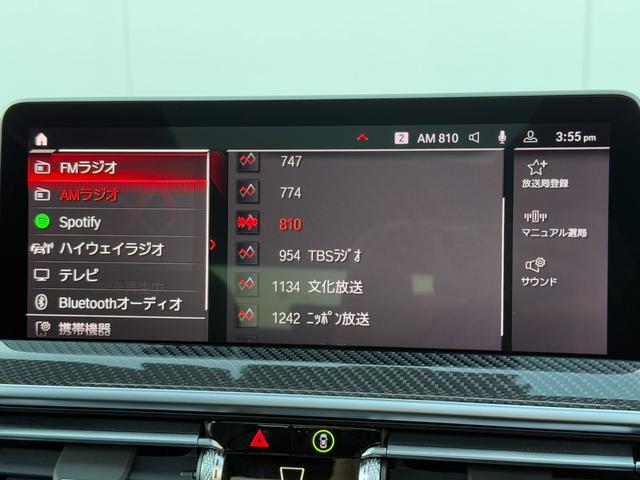 2 AM 810 3:55 pm
FMラジオ
AMラジオ
Spotify
ハイウェイラジオ
テレビ
Bluetoothオーディオ
携帯機器
747
774
810
954 TBSﾗｼﾞｵ
1134 文化放送
1242 ﾆｯﾎﾟﾝ放送
放送局登録
マニュアル選局
サウンド